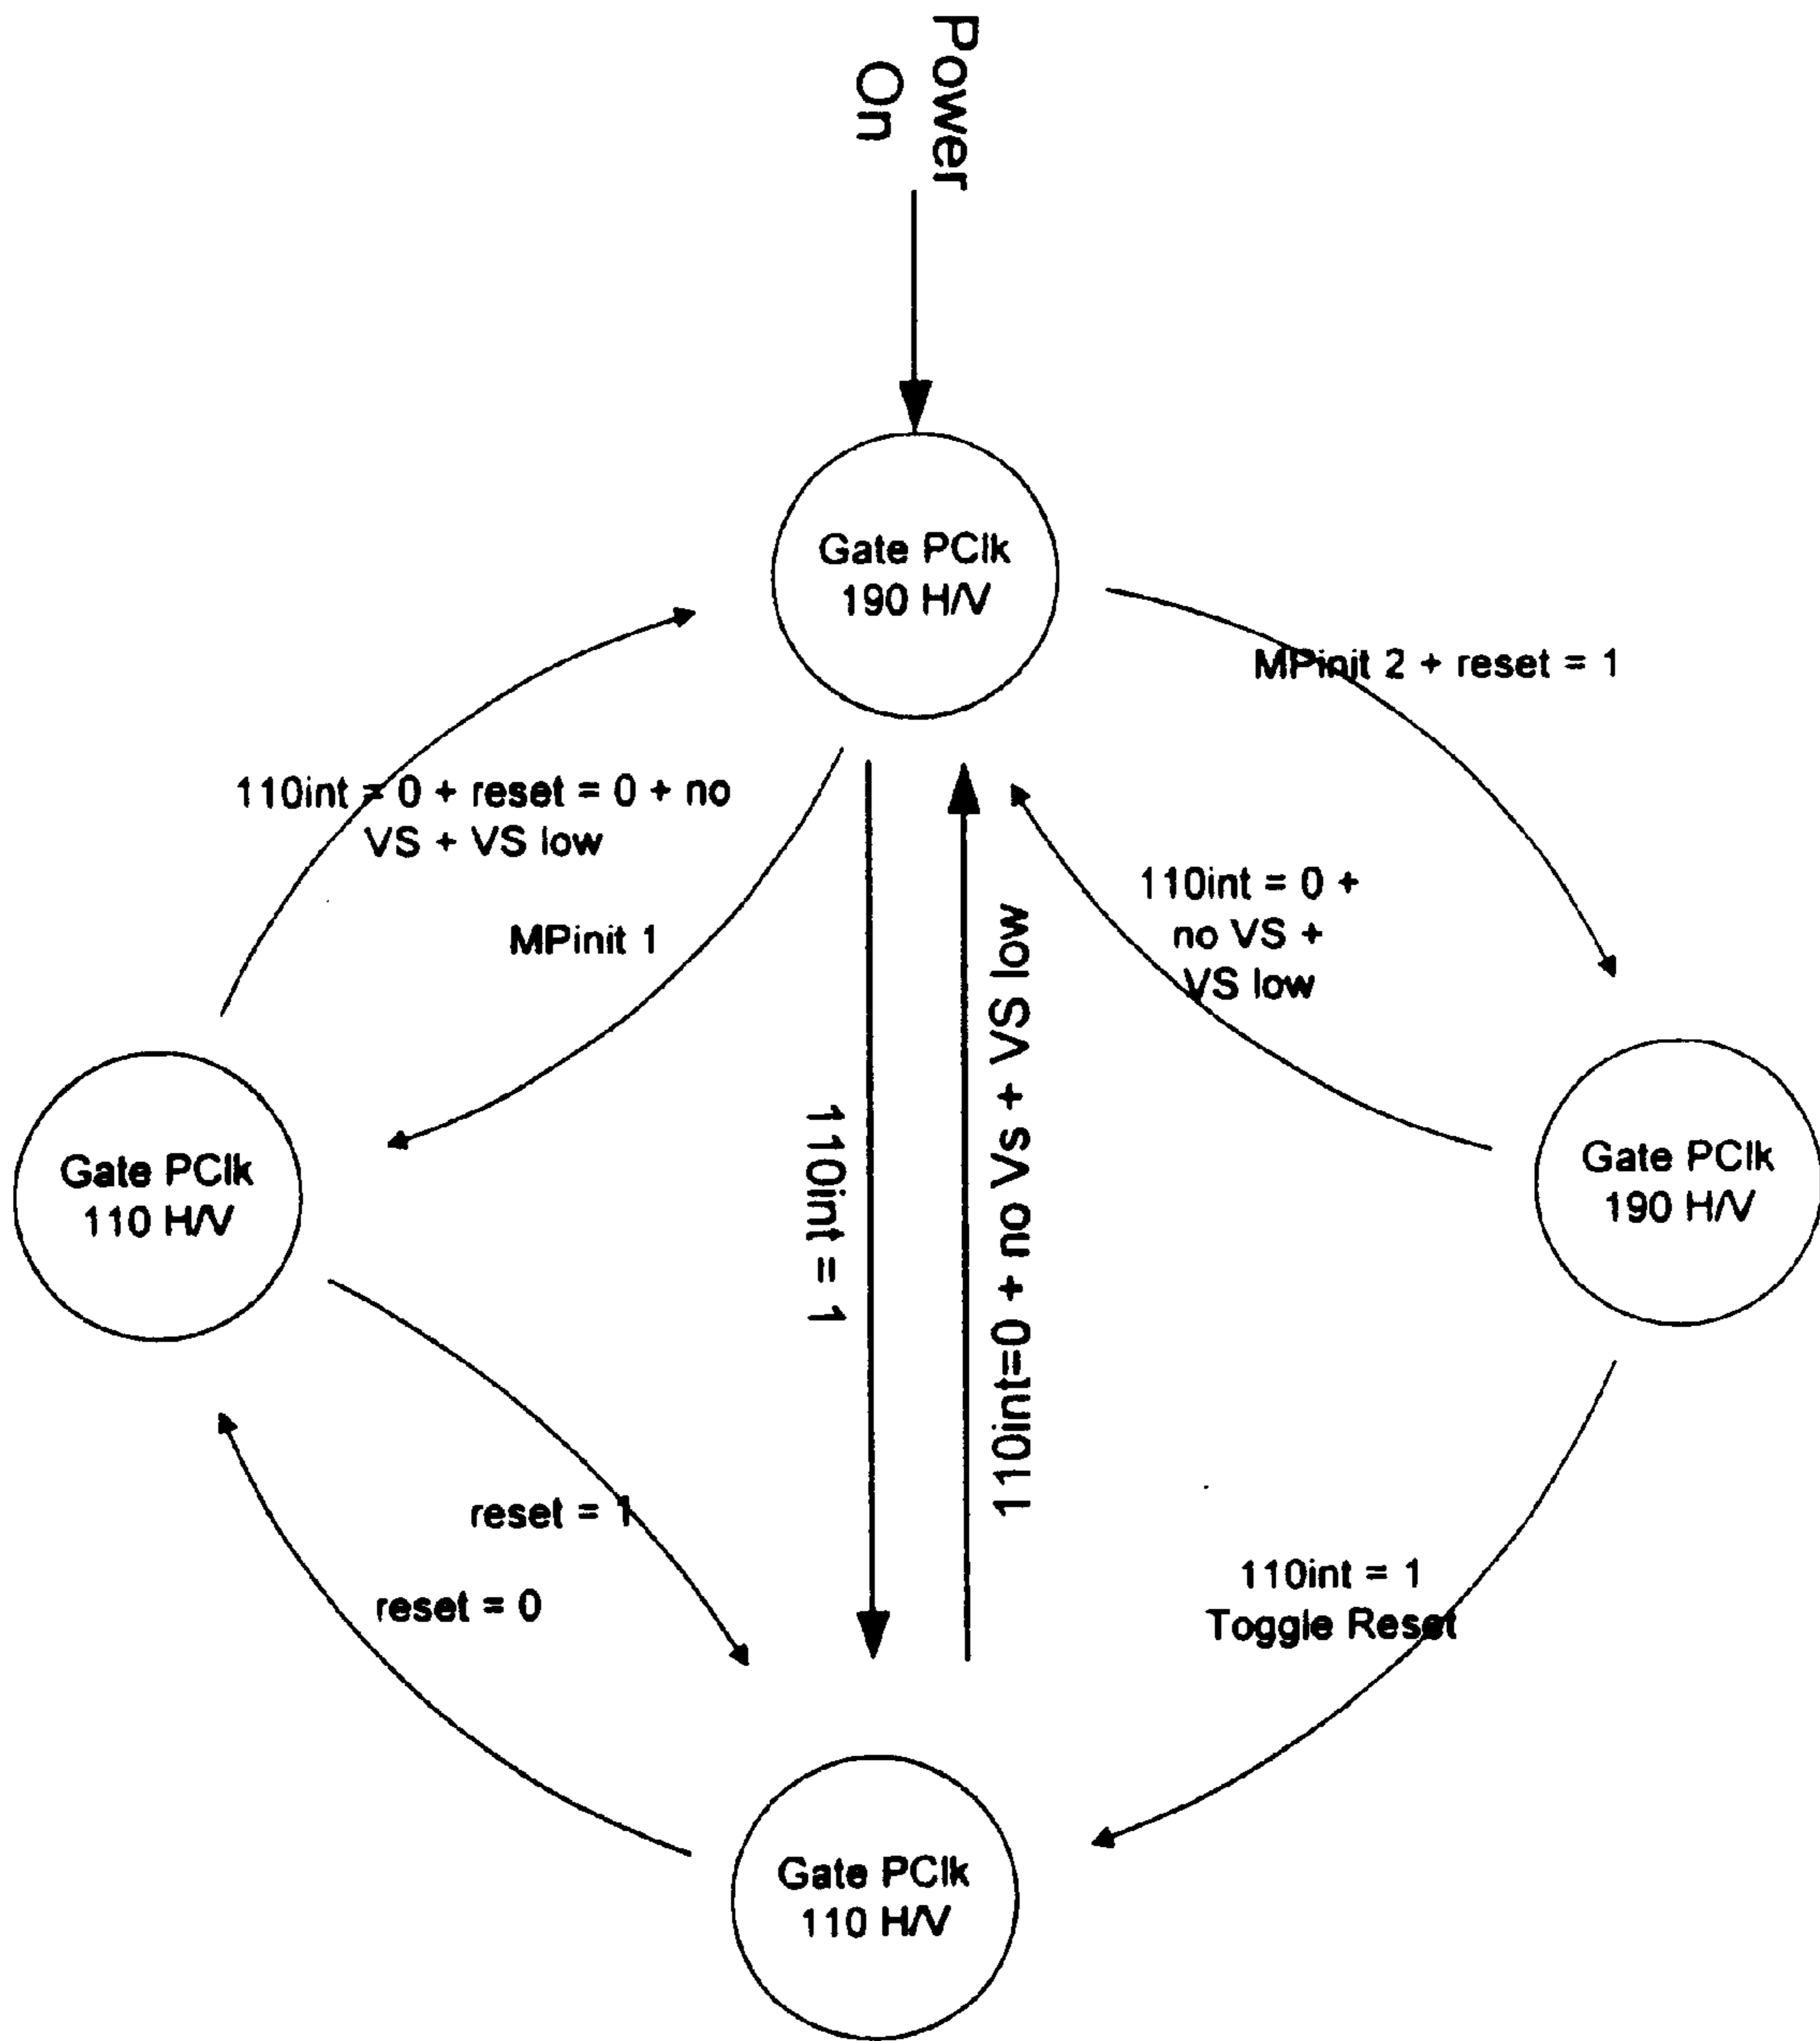 Power
On
Gate PClk
190 H/V
MPinit 2 + reset = 1
110int = 0 + reset = 0 + no
VS + VS low
MPinit 1
110int = 0 +
no VS +
VS low
110int = 1
110int=0 + no Vs + VS low
Gate PClk
110 H/V
Gate PClk
190 H/V
reset = 1
reset = 0
110int = 1
Toggle Reset
Gate PClk
110 H/V